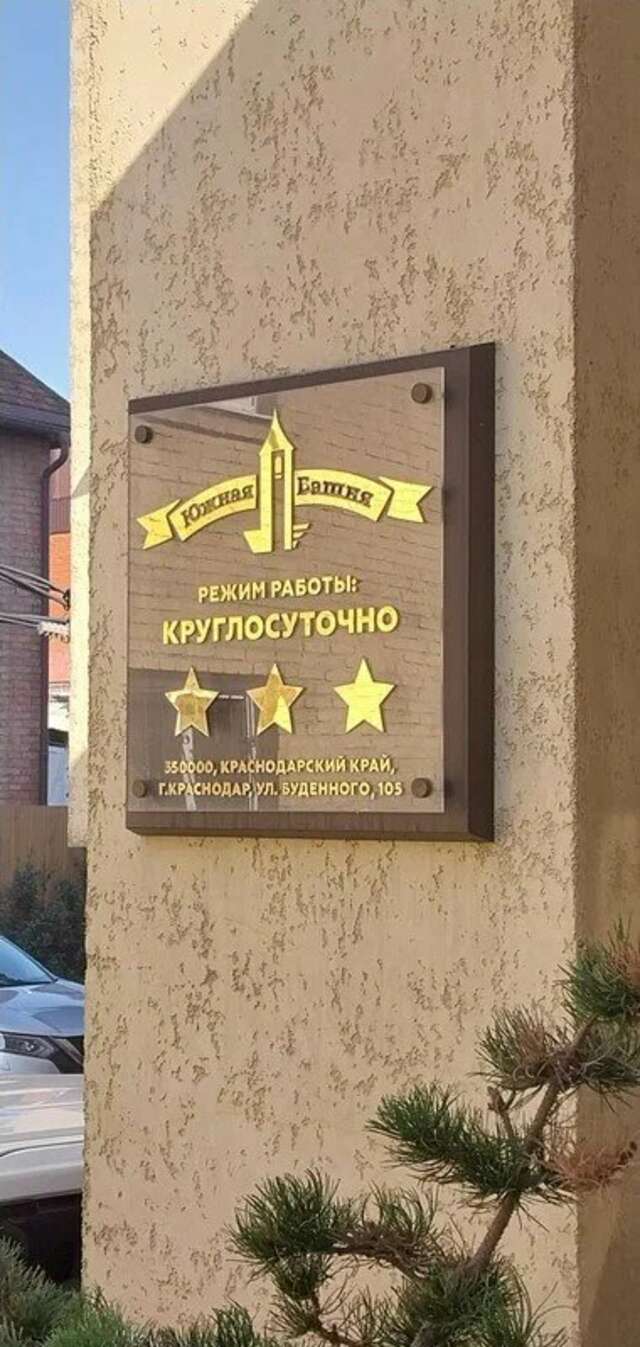 Южная Башня
РЕЖИМ РАБОТЫ:
КРУГЛОСУТОЧНО
350000, КРАСНОДАРСКИЙ КРАЙ,
Г.КРАСНОДАР, УЛ. БУДЕННОГО, 105